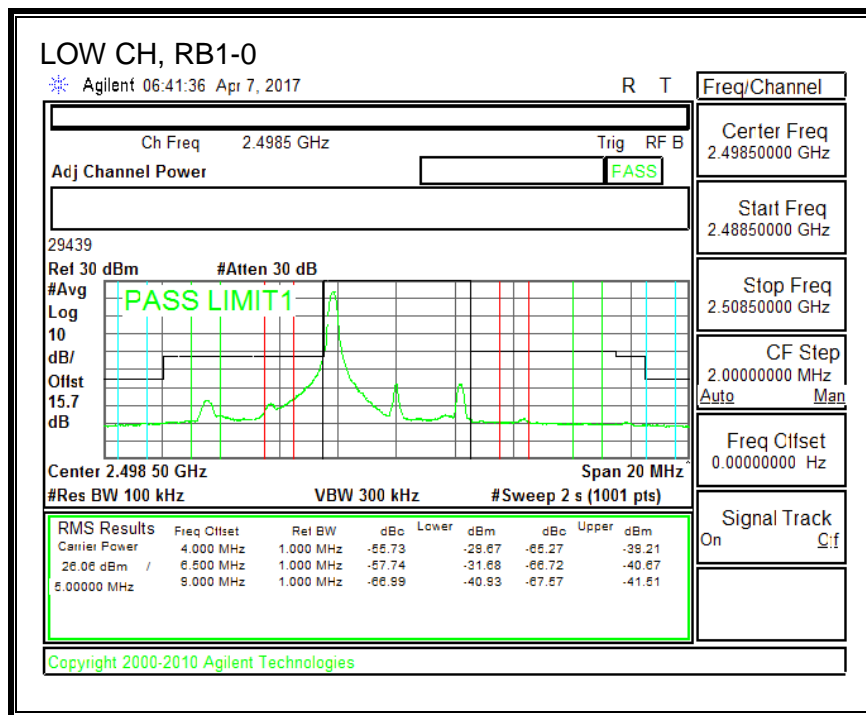 LOW CH, RB1-0
Agilent 06:41:36 Apr 7, 2017 R T
Freq/Channel
Ch Freq 2.4985 GHz Trig RF B
Adj Channel Power PASS
Center Freq
2.49850000 GHz
Start Freq
2.48850000 GHz
Stop Freq
2.50850000 GHz
CF Step
2.00000000 MHz
Auto Man
Freq Offset
0.00000000 Hz
Signal Track
On Off
29439
Ref 30 dBm #Atten 30 dB
#Avg
Log
10
dB/
Offst
15.7
dB
PASS LIMIT1
Center 2.498 50 GHz Span 20 MHz
#Res BW 100 kHz VBW 300 kHz #Sweep 2 s (1001 pts)
RMS Results Freq Offset Ref BW dBc Lower dBm dBc Upper dBm
Carrier Power 4.000 MHz 1.000 MHz -55.73 -29.67 -65.27 -39.21
26.06 dBm / 6.500 MHz 1.000 MHz -57.74 -31.68 -66.72 -40.67
5.00000 MHz 9.000 MHz 1.000 MHz -66.99 -40.93 -67.57 -41.51
Copyright 2000-2010 Agilent Technologies